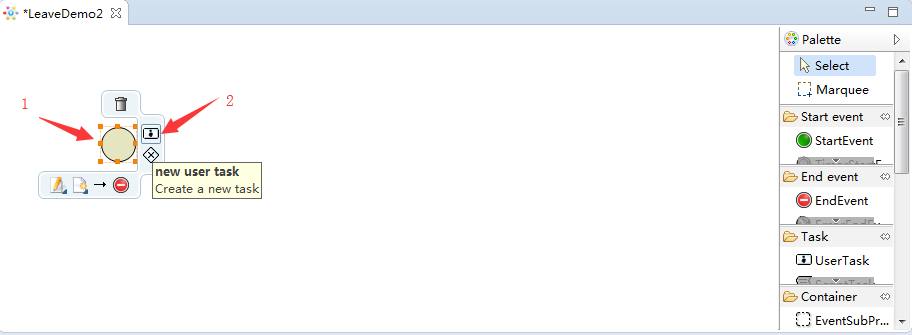 *LeaveDemo2
Palette
Select
Marquee
Start event
StartEvent
End event
EndEvent
Task
UserTask
Container
EventSubPr...
1
2
new user task
Create a new task